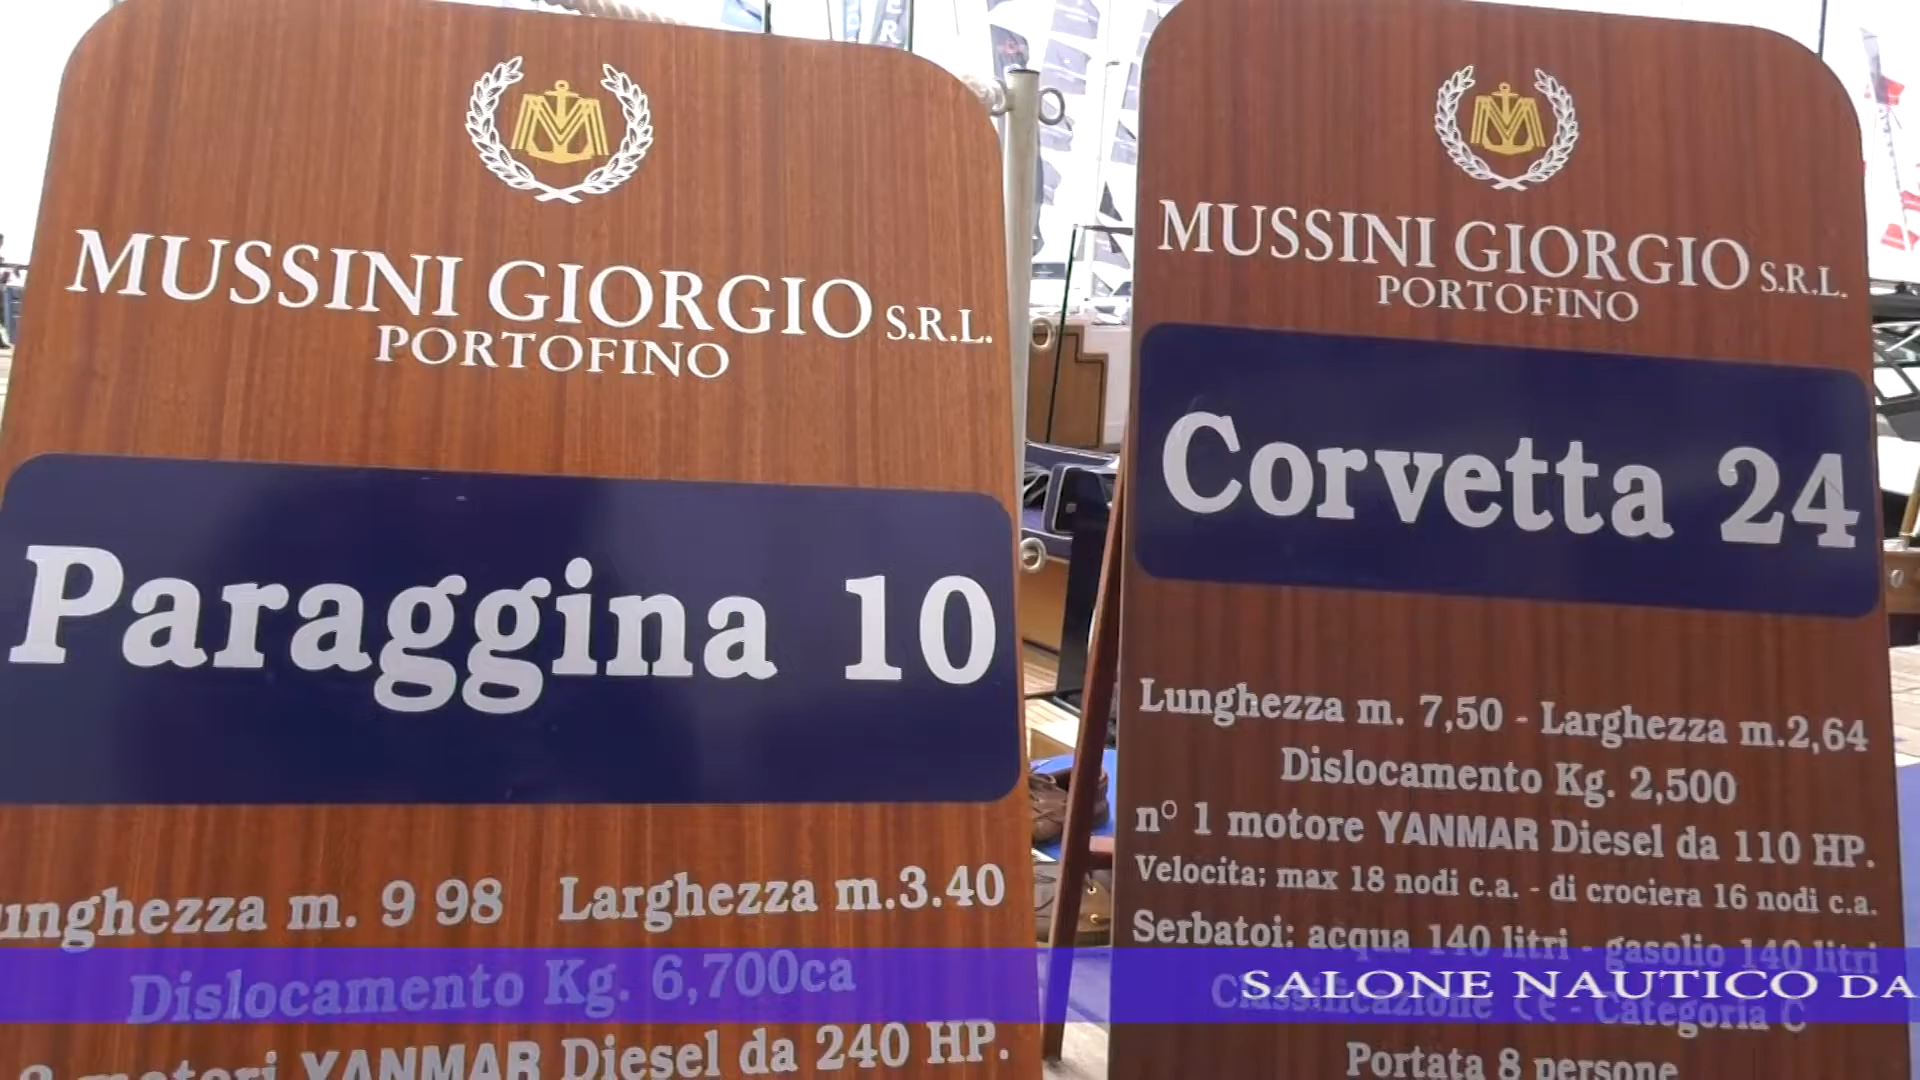 MUSSINI GIORGIO S.R.L.
PORTOFINO
Paraggina 10
unghezza m. 9 98 Larghezza m.3.40
Dislocamento Kg. 6,700ca
motori YANMAR Diesel da 240 HP.
MUSSINI GIORGIO S.R.L.
PORTOFINO
Corvetta 24
Lunghezza m. 7,50 - Larghezza m.2,64
Dislocamento Kg. 2,500
n° 1 motore YANMAR Diesel da 110 HP.
Velocita; max 18 nodi c.a. - di crociera 16 nodi c.a.
Serbatoi: acqua 140 litri - gasolio 140 litri
Classificazione CE - Categoria C
Portata 8 persone
SALONE NAUTICO DA